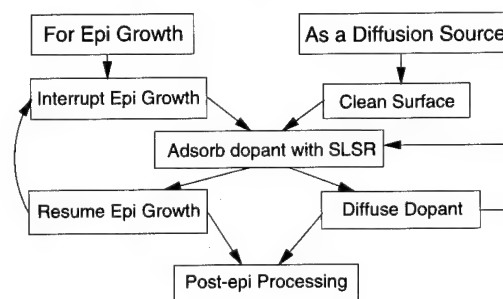 For Epi Growth
As a Diffusion Source
Interrupt Epi Growth
Clean Surface
Adsorb dopant with SLSR
Resume Epi Growth
Diffuse Dopant
Post-epi Processing